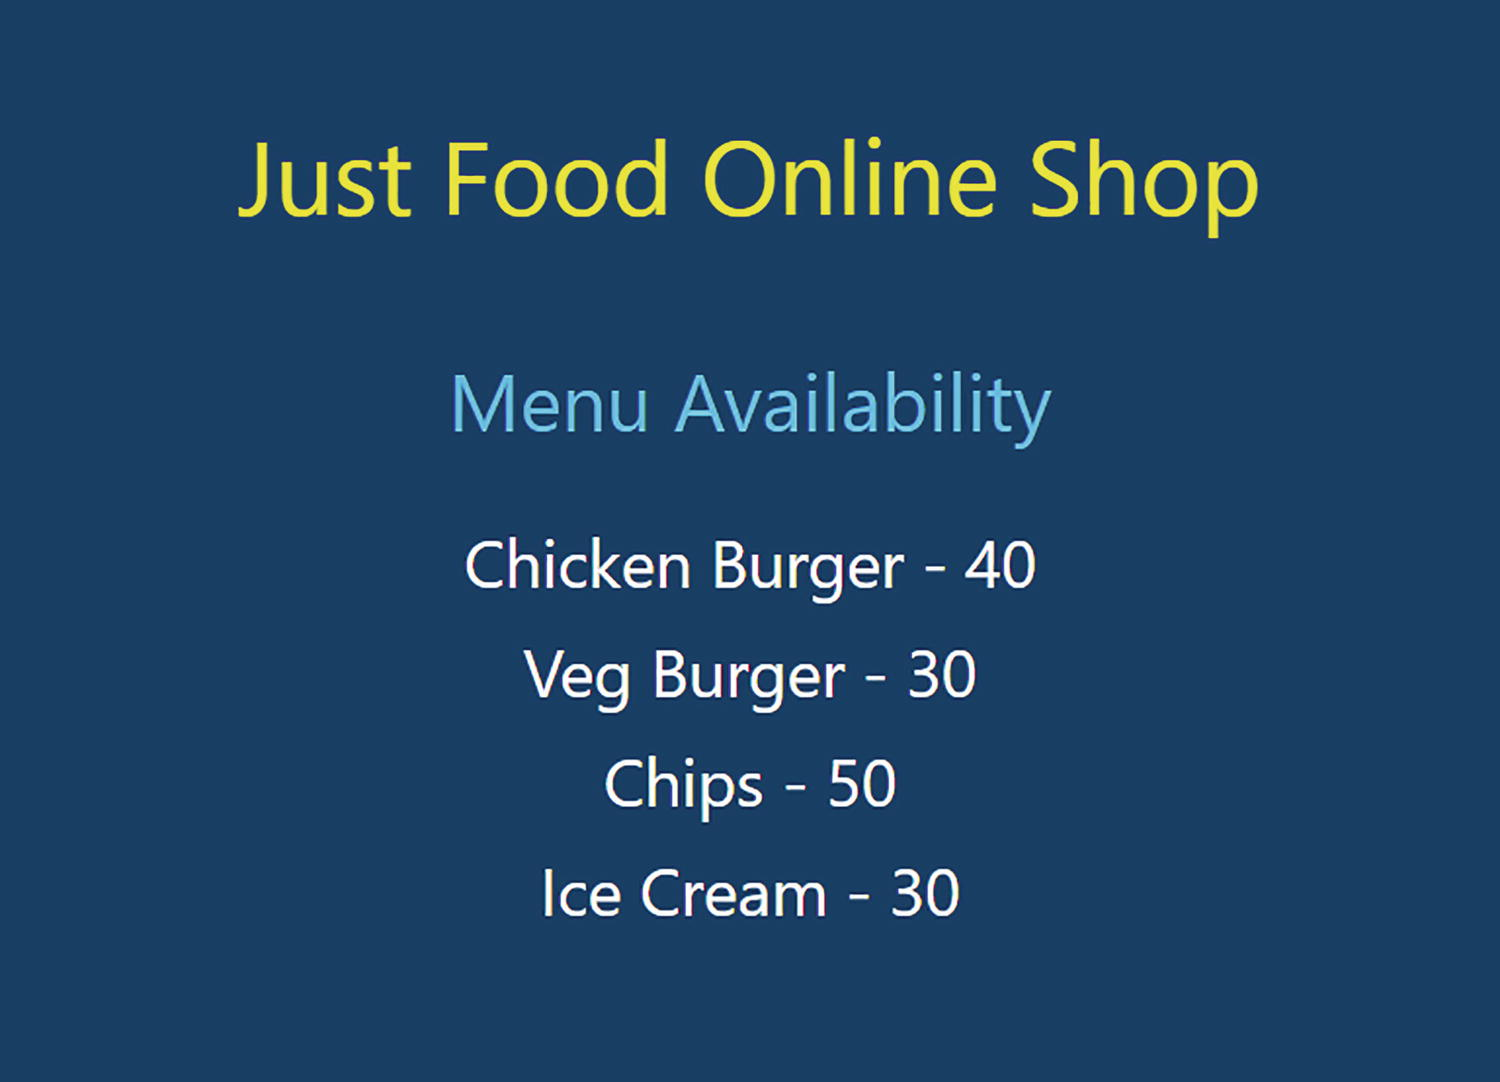 Just Food Online Shop
Menu Availability
Chicken Burger - 40
Veg Burger - 30
Chips - 50
Ice Cream - 30